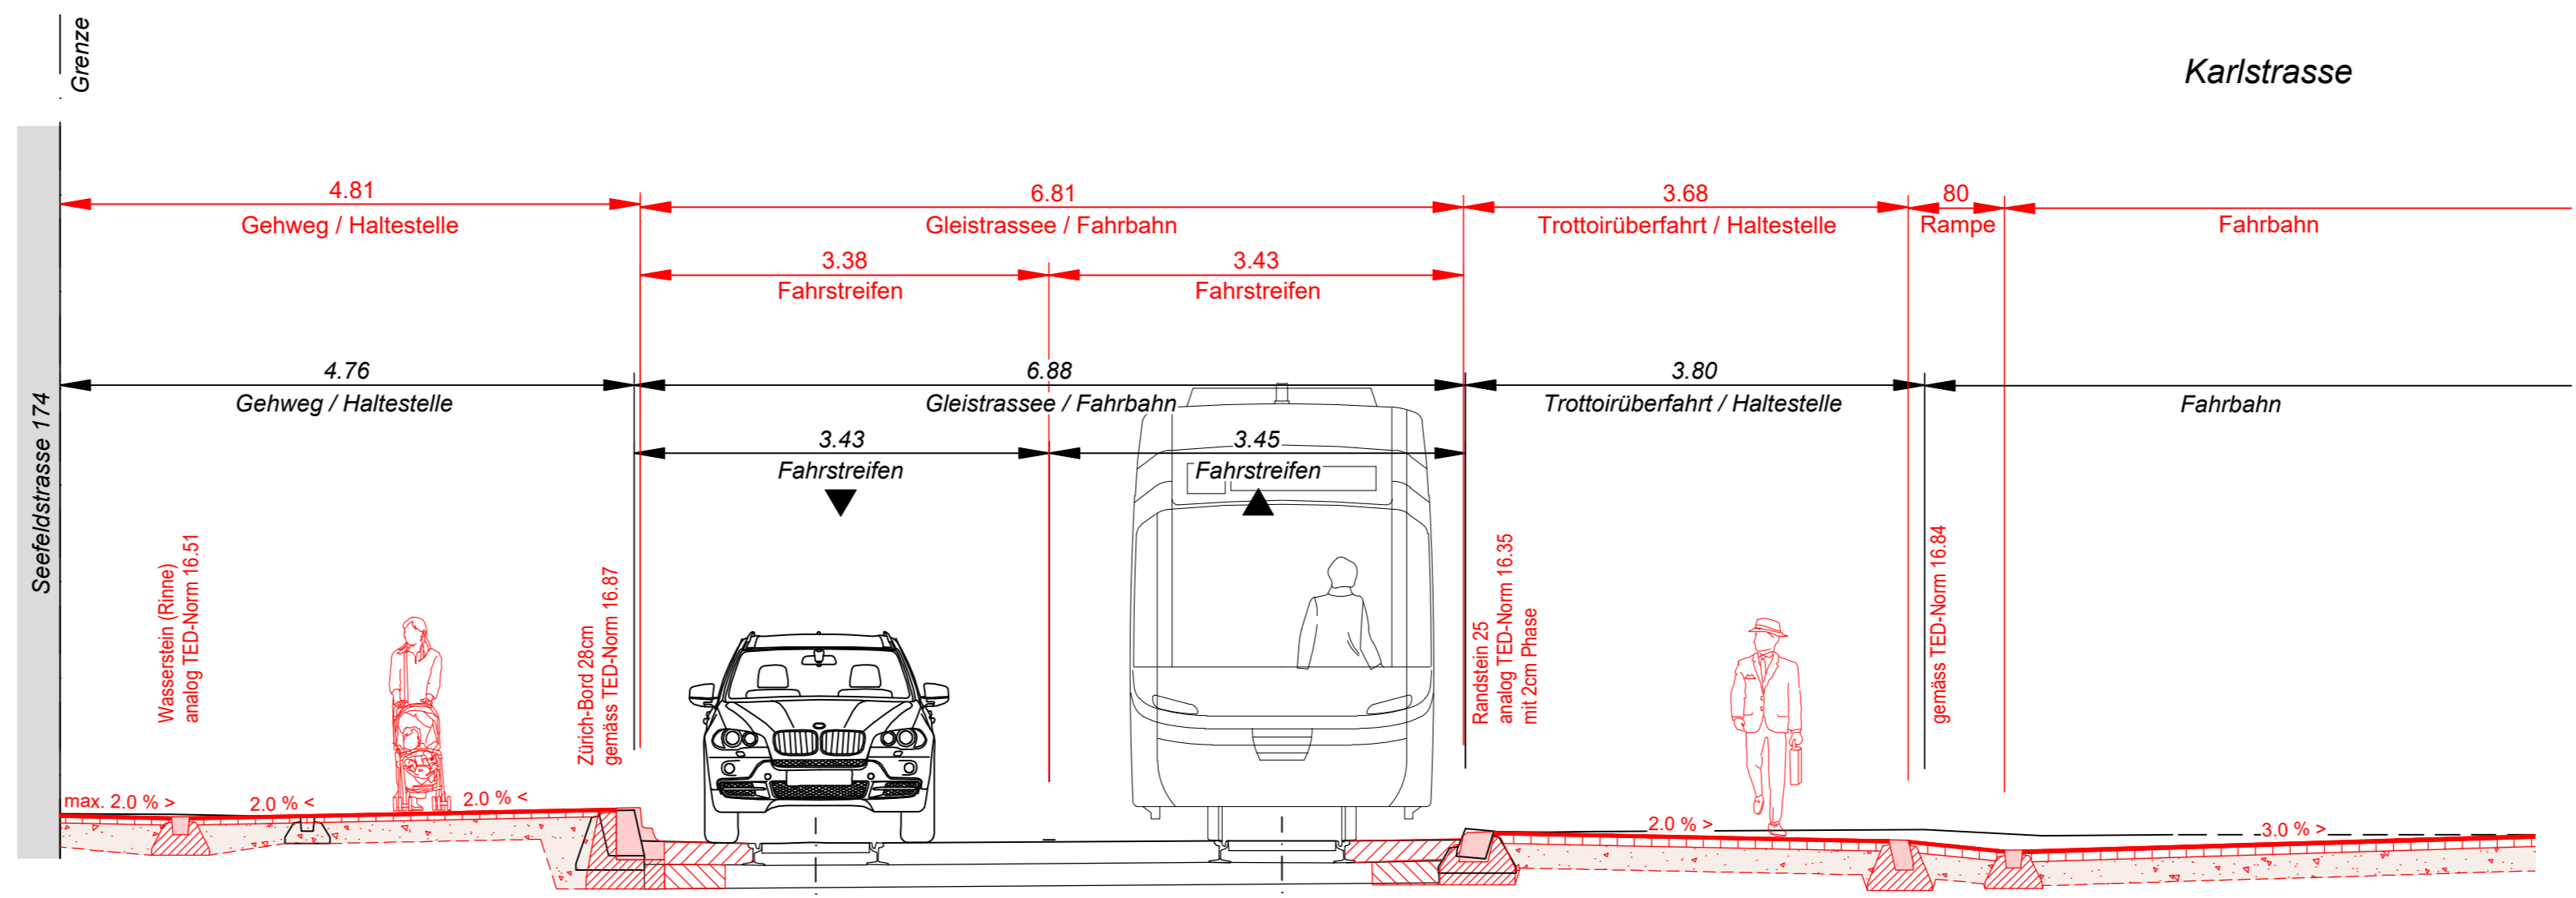 Grenze
Karlstrasse
4.81
6.81
3.68
80
Gehweg / Haltestelle
Gleistrassee / Fahrbahn
Trottoirüberfahrt / Haltestelle
Rampe
Fahrbahn
3.38
3.43
Fahrstreifen
Fahrstreifen
4.76
6.88
3.80
Gehweg / Haltestelle
Gleistrassee / Fahrbahn
Trottoirüberfahrt / Haltestelle
Fahrbahn
3.43
3.45
Fahrstreifen
Fahrstreifen
Seefeldstrasse 174
Wasserstein (Rinne)
analog TED-Norm 16.51
Zürich-Bord 28cm
gemäss TED-Norm 16.87
Randstein 25
analog TED-Norm 16.35
mit 2cm Phase
gemäss TED-Norm 16.84
max. 2.0 % >
2.0 % <
2.0 % <
2.0 % >
3.0 % >